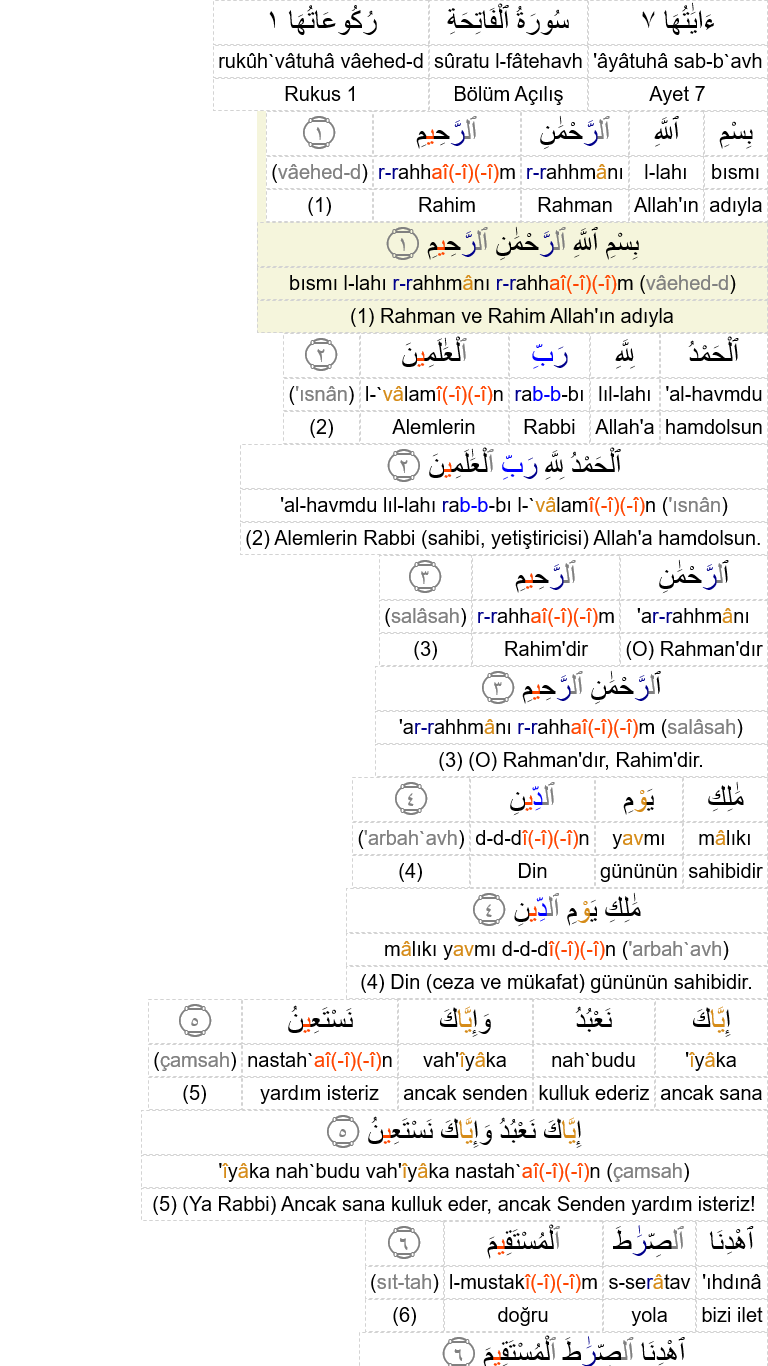 ءَايَٰتُهَا ٧ سُورَةُ ٱلْفَاتِحَةِ رُكُوعَاتُهَا ١
'âyâtuhâ sab-b`avh sûratu l-fâtehavh rukûh`vâtuhâ vâehed-d
Ayet 7 Bölüm Açılış Rukus 1
بِسْمِ ٱللَّهِ ٱلرَّحْمَٰنِ ٱلرَّحِيمِ ١
bısmı l-lahı r-rahhmânı r-rahhaî(-î)(-î)m (vâehed-d)
adıyla Allah'ın Rahman Rahim (1)
بِسْمِ ٱللَّهِ ٱلرَّحْمَٰنِ ٱلرَّحِيمِ ١
bısmı l-lahı r-rahhmânı r-rahhaî(-î)(-î)m (vâehed-d)
(1) Rahman ve Rahim Allah'ın adıyla
ٱلْحَمْدُ لِلَّهِ رَبِّ ٱلْعَٰلَمِينَ ٢
'al-havmdu lıl-lahı rab-b-bı l-`vâlamî(-î)(-î)n ('ısnân)
hamdolsun Allah'a Rabbi Alemlerin (2)
ٱلْحَمْدُ لِلَّهِ رَبِّ ٱلْعَٰلَمِينَ ٢
'al-havmdu lıl-lahı rab-b-bı l-`vâlamî(-î)(-î)n ('ısnân)
(2) Alemlerin Rabbi (sahibi, yetiştiricisi) Allah'a hamdolsun.
ٱلرَّحْمَٰنِ ٱلرَّحِيمِ ٣
'ar-rahhmânı r-rahhaî(-î)(-î)m (salâsah)
(O) Rahman'dır Rahim'dir (3)
ٱلرَّحْمَٰنِ ٱلرَّحِيمِ ٣
'ar-rahhmânı r-rahhaî(-î)(-î)m (salâsah)
(3) (O) Rahman'dır, Rahim'dir.
مَٰلِكِ يَوْمِ ٱلدِّينِ ٤
mâlıkı yavmı d-d-dî(-î)(-î)n ('arbah`avh)
sahibidir gününün Din (4)
مَٰلِكِ يَوْمِ ٱلدِّينِ ٤
mâlıkı yavmı d-d-dî(-î)(-î)n ('arbah`avh)
(4) Din (ceza ve mükafat) gününün sahibidir.
إِيَّاكَ نَعْبُدُ وَإِيَّاكَ نَسْتَعِينُ ٥
'îyâka nah`budu vah'îyâka nastah`aî(-î)(-î)n (çamsah)
ancak sana kulluk ederiz ancak senden yardım isteriz (5)
إِيَّاكَ نَعْبُدُ وَإِيَّاكَ نَسْتَعِينُ ٥
'îyâka nah`budu vah'îyâka nastah`aî(-î)(-î)n (çamsah)
(5) (Ya Rabbi) Ancak sana kulluk eder, ancak Senden yardım isteriz!
ٱهْدِنَا ٱلصِّرَٰطَ ٱلْمُسْتَقِيمَ ٦
'ıhdınâ s-serâtav l-mustakî(-î)(-î)m (sıt-tah)
bizi ilet yola doğru (6)
ٱهْدِنَا ٱلصِّرَٰطَ ٱلْمُسْتَقِيمَ ٦